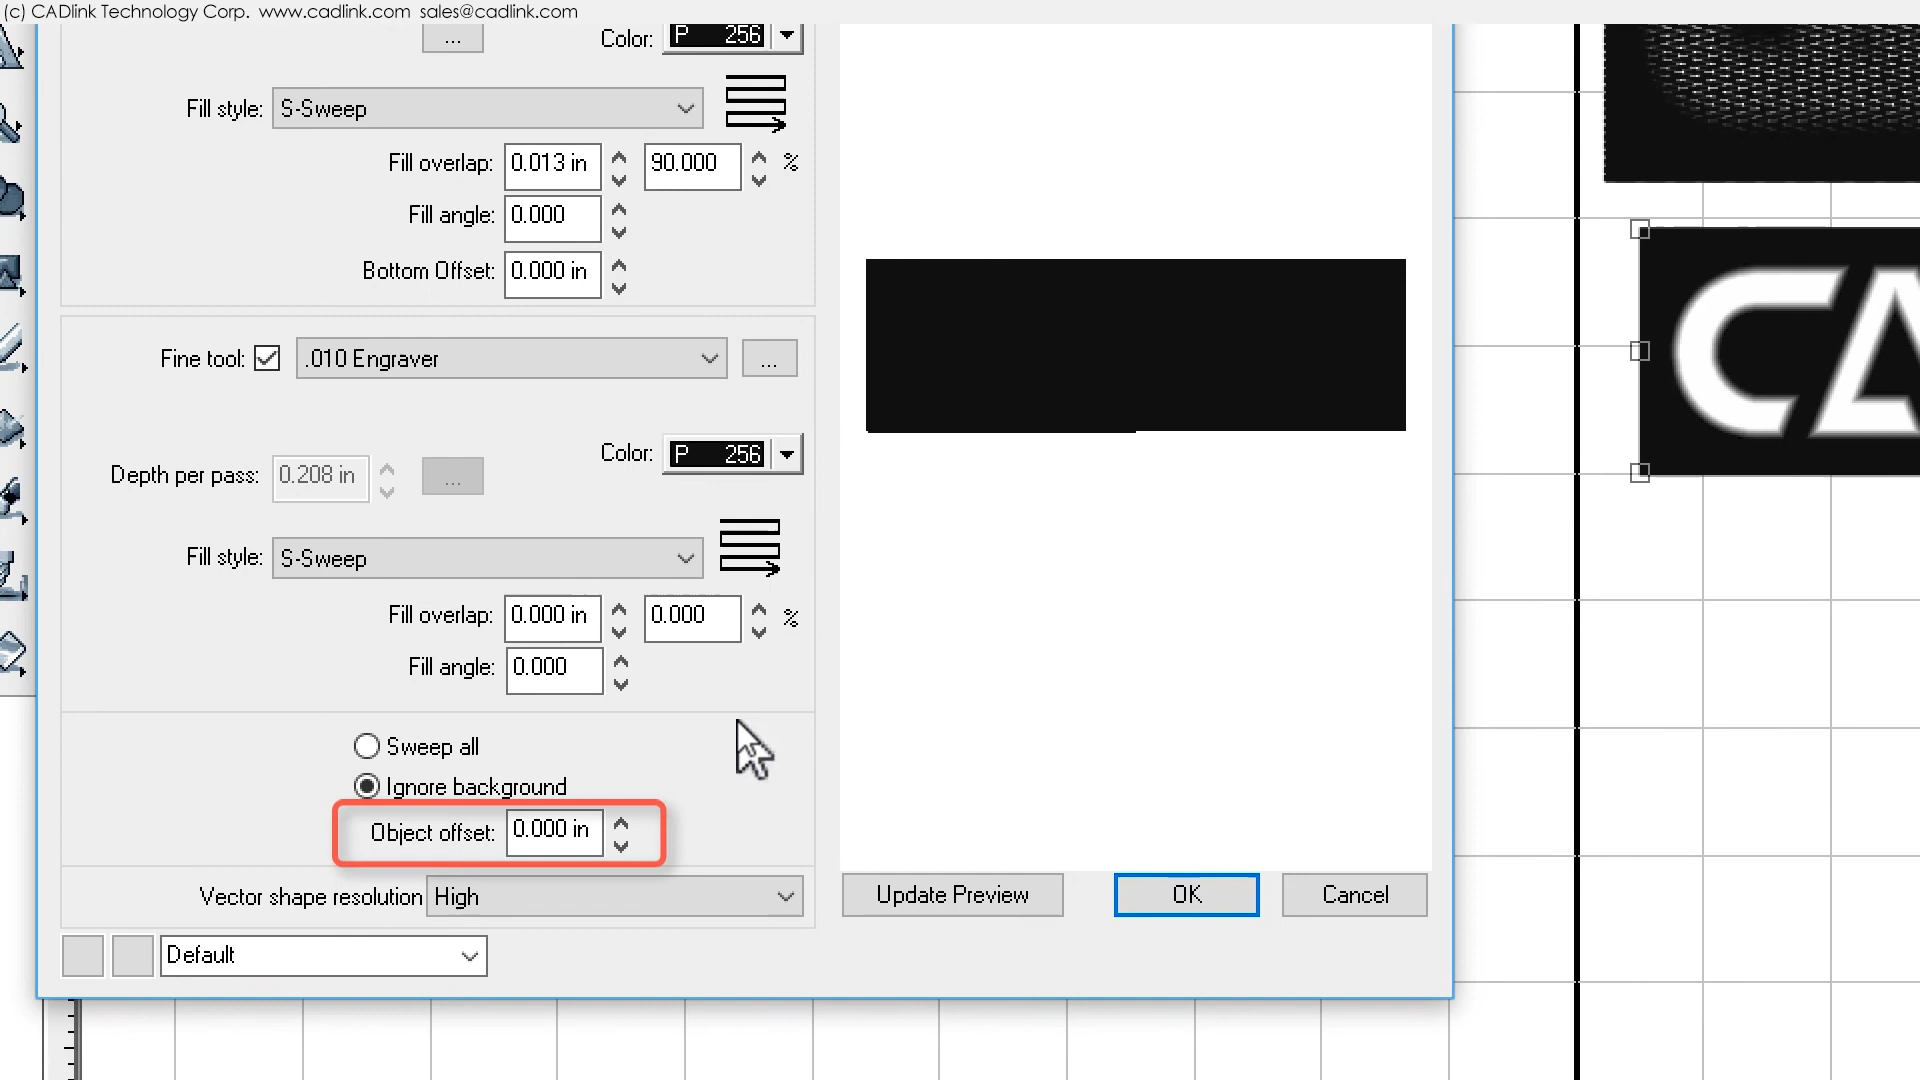 (c) CADlink Technology Corp. www.cadlink.com sales@cadlink.com
...
Color: P 256
Fill style: S-Sweep
Fill overlap: 0.013 in 90.000 %
Fill angle: 0.000
Bottom Offset: 0.000 in
Fine tool: .010 Engraver ...
Color: P 256
Depth per pass: 0.208 in ...
Fill style: S-Sweep
Fill overlap: 0.000 in 0.000 %
Fill angle: 0.000
Sweep all
Ignore background
Object offset: 0.000 in
Vector shape resolution High
Update Preview OK Cancel
Default
CA